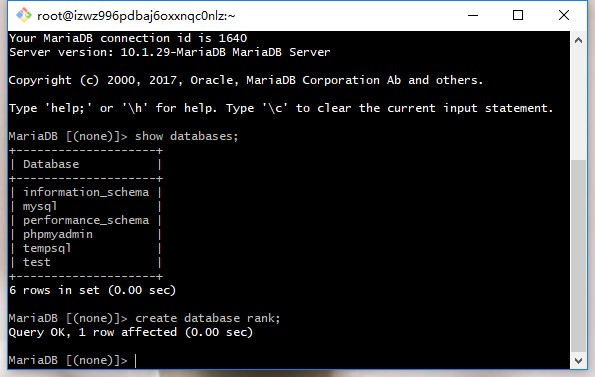 root@izwz996pdbaj6oxxnqc0nlz:~
Your MariaDB connection id is 1640
Server version: 10.1.29-MariaDB MariaDB Server
Copyright (c) 2000, 2017, Oracle, MariaDB Corporation Ab and others.
Type 'help;' or '\h' for help. Type '\c' to clear the current input statement.
MariaDB [(none)]> show databases;
+--------------------+
| Database           |
+--------------------+
| information_schema |
| mysql              |
| performance_schema |
| phpmyadmin         |
| tempsql            |
| test               |
+--------------------+
6 rows in set (0.00 sec)
MariaDB [(none)]> create database rank;
Query OK, 1 row affected (0.00 sec)
MariaDB [(none)]>